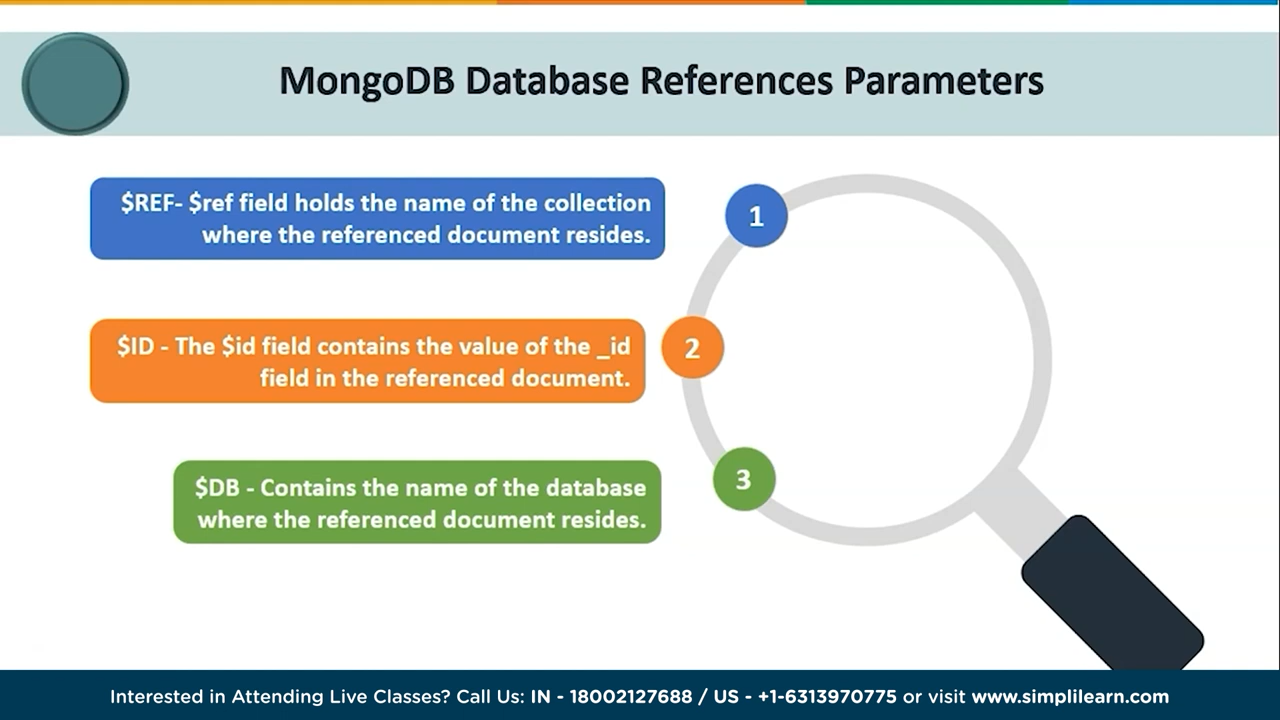 MongoDB Database References Parameters
$REF- $ref field holds the name of the collection
where the referenced document resides.
1
$ID - The $id field contains the value of the _id
field in the referenced document.
2
$DB - Contains the name of the database
where the referenced document resides.
3
Interested in Attending Live Classes? Call Us: IN - 18002127688 / US - +1-6313970775 or visit www.simplilearn.com